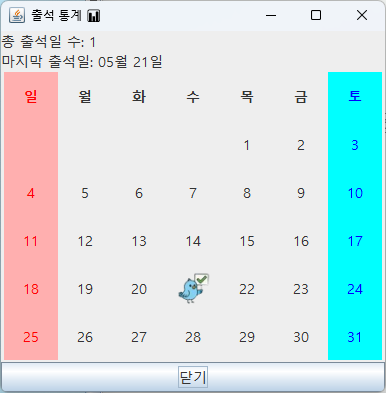 출석 통계
총 출석일 수: 1
마지막 출석일: 05월 21일
일 월 화 수 목 금 토
1 2 3
4 5 6 7 8 9 10
11 12 13 14 15 16 17
18 19 20 22 23 24
25 26 27 28 29 30 31
닫기